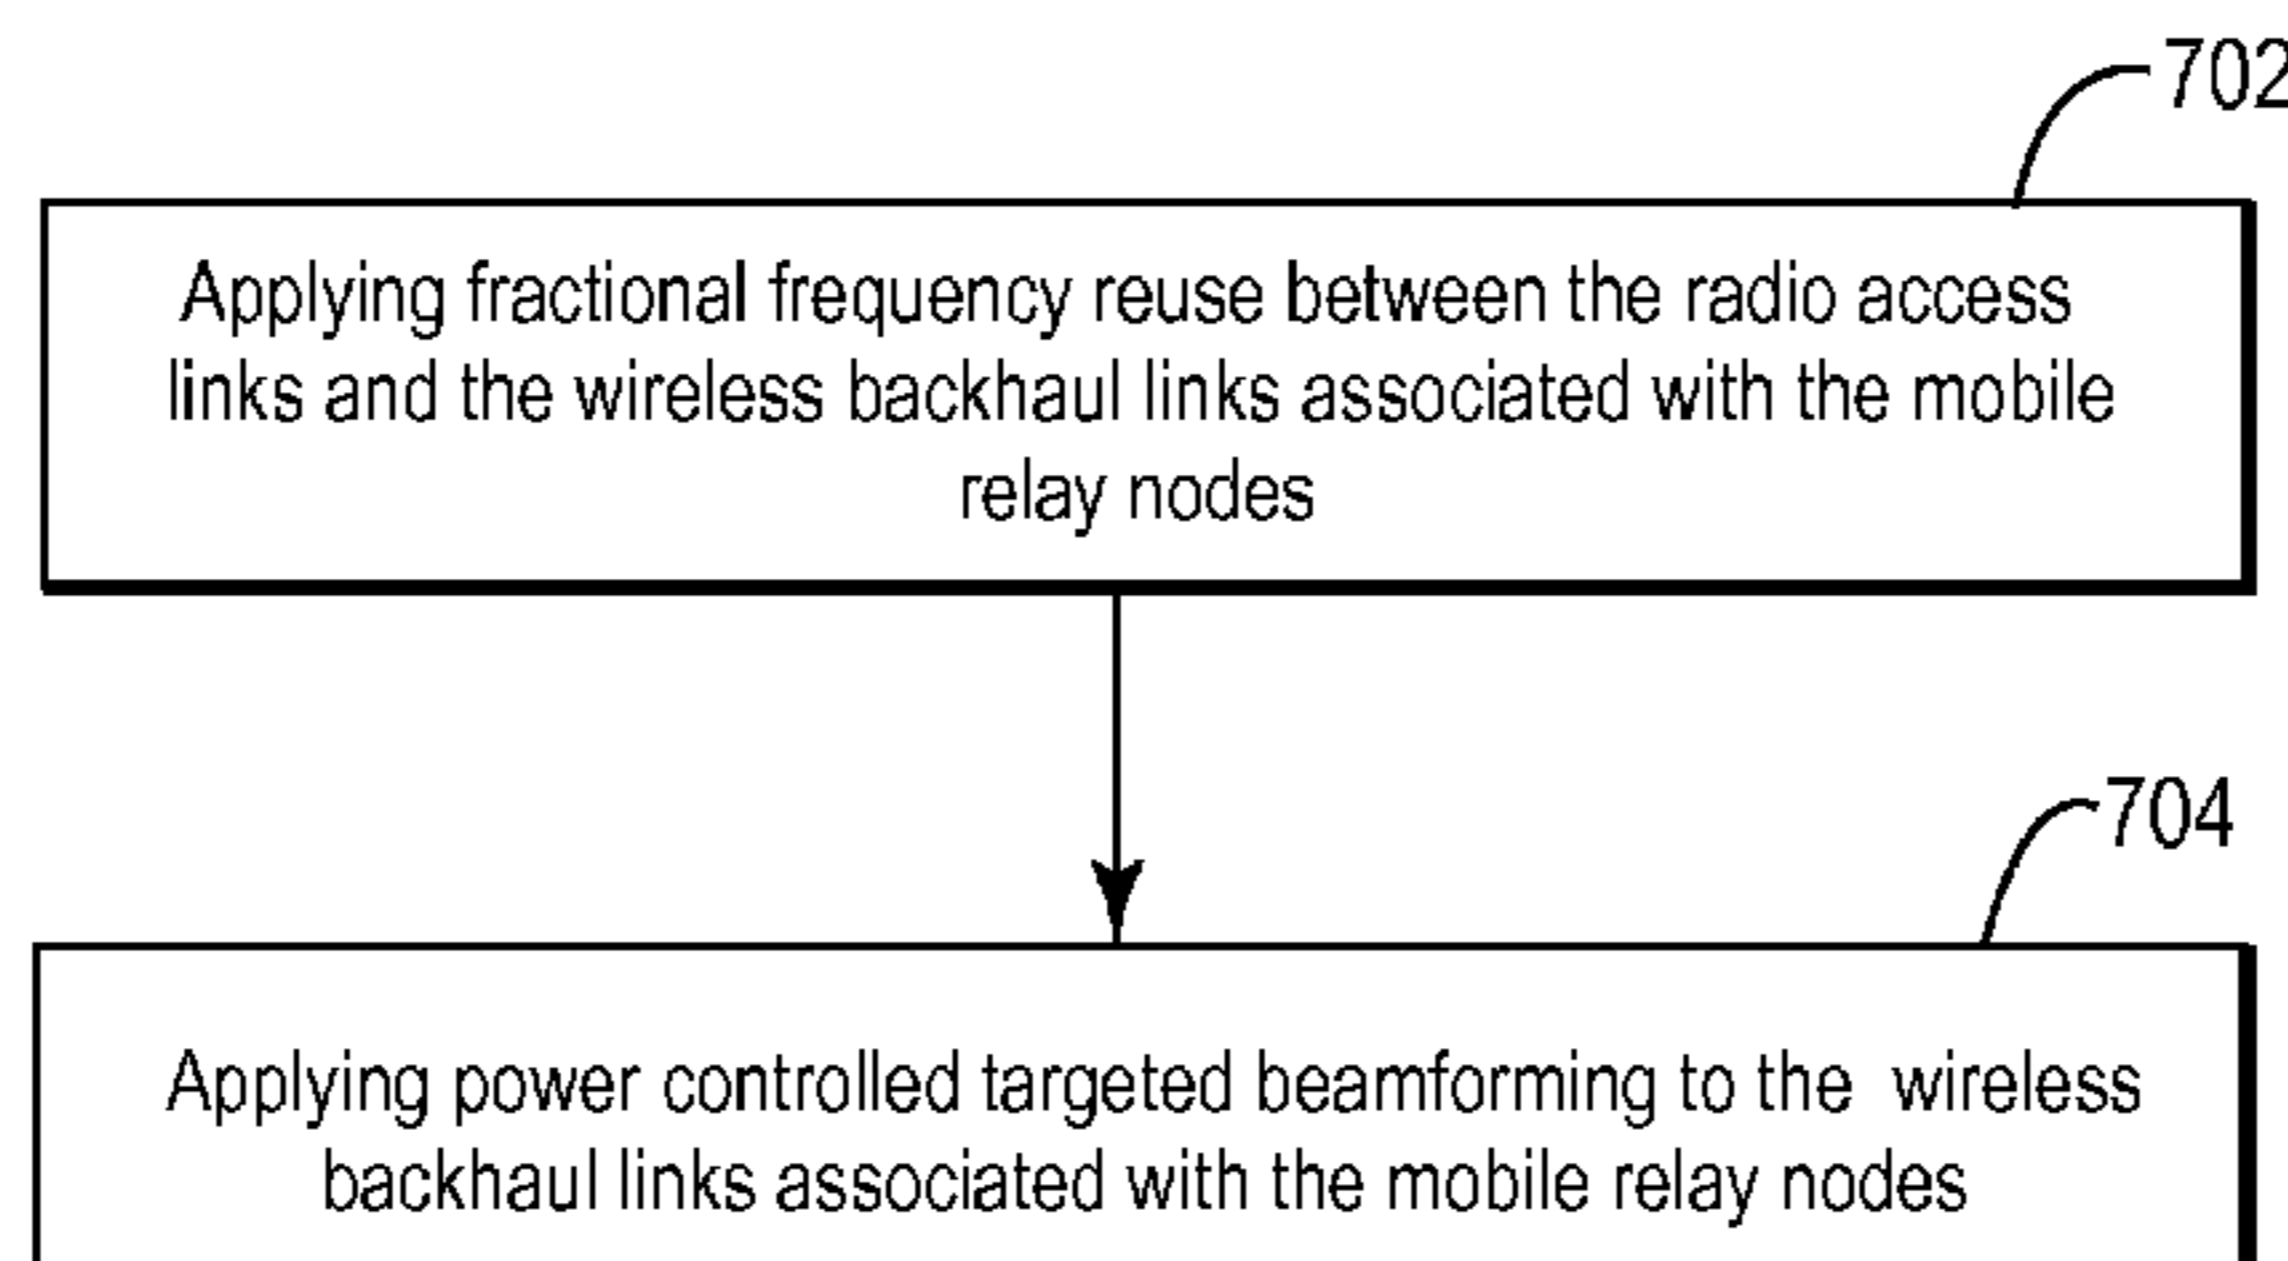 702
Applying fractional frequency reuse between the radio access
links and the wireless backhaul links associated with the mobile
relay nodes
704
Applying power controlled targeted beamforming to the wireless
backhaul links associated with the mobile relay nodes